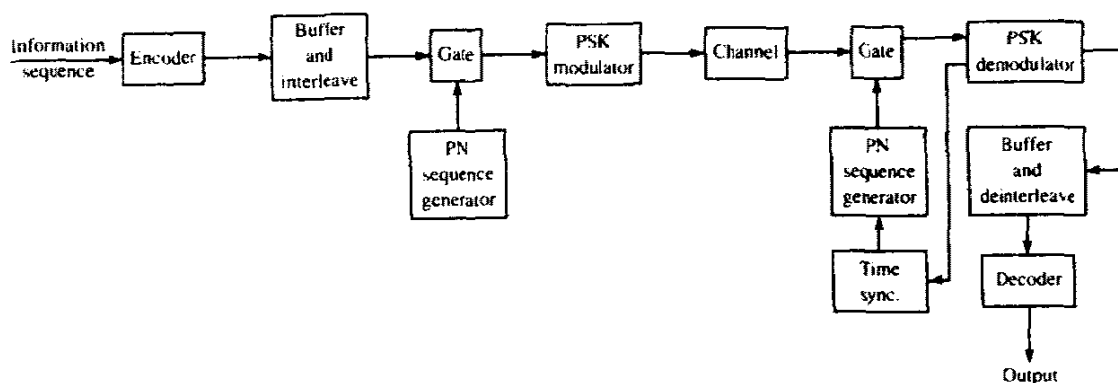 Information
sequence
Encoder
Buffer
and
interleave
Gate
PSK
modulator
Channel
Gate
PSK
demodulator
PN
sequence
generator
PN
sequence
generator
Buffer
and
deinterleave
Time
sync.
Decoder
Output